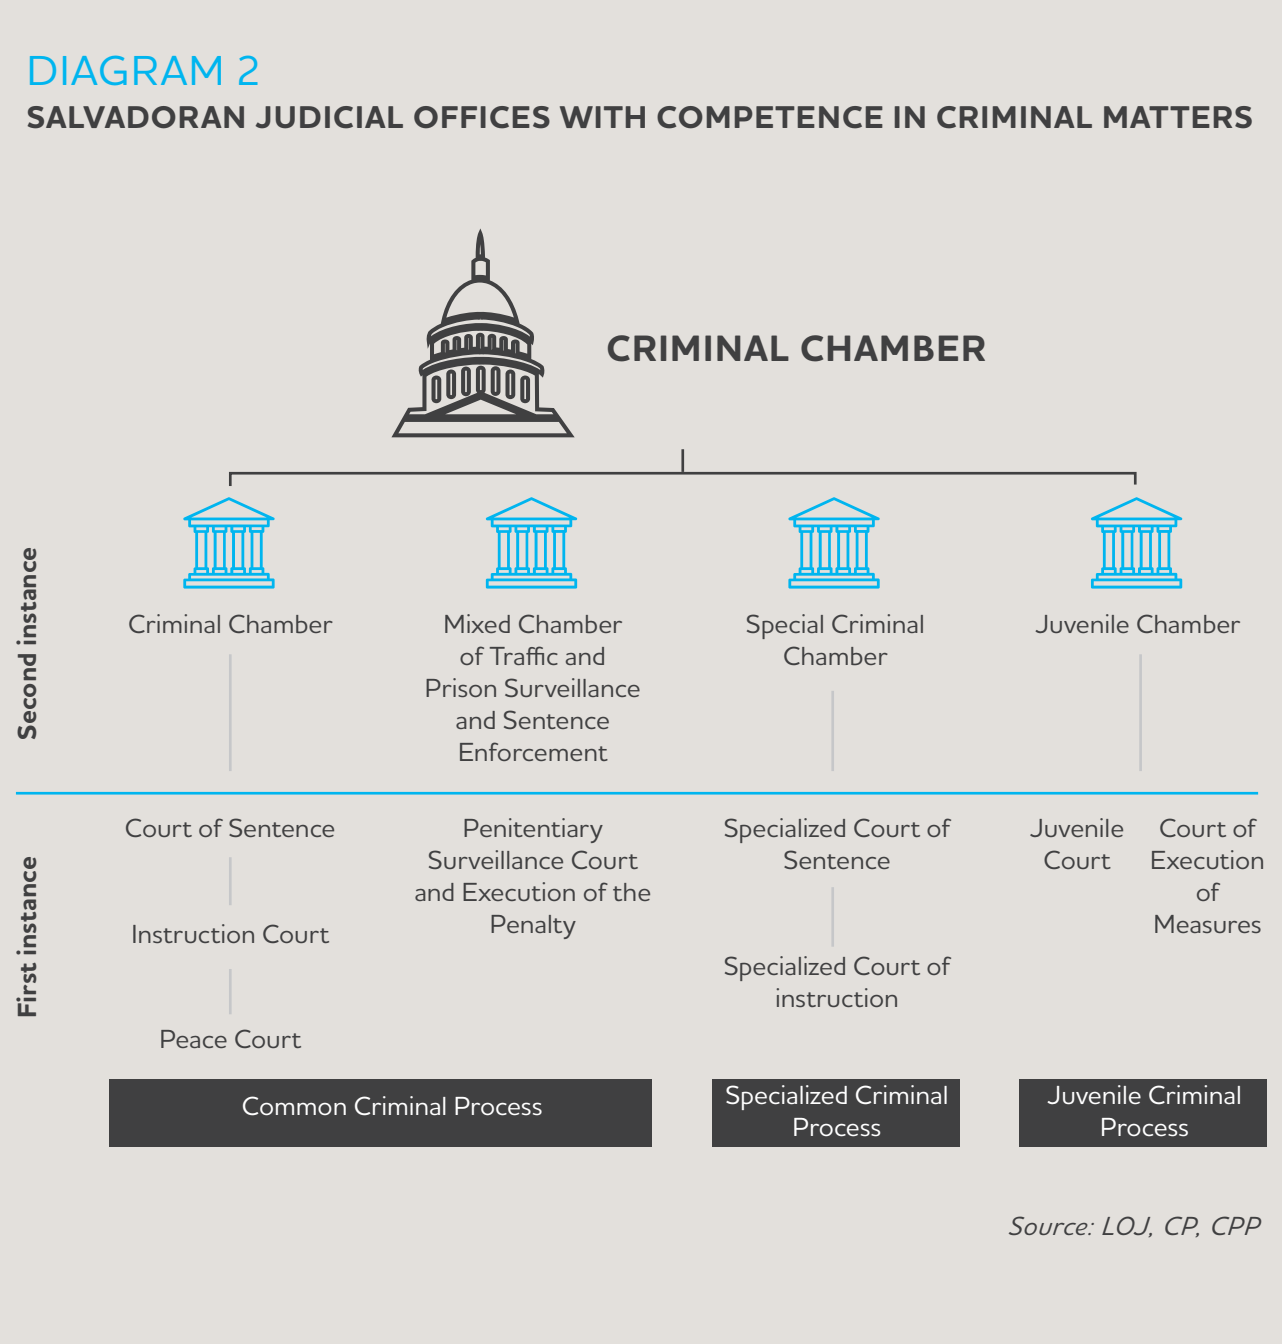 DIAGRAM 2
SALVADORAN JUDICIAL OFFICES WITH COMPETENCE IN CRIMINAL MATTERS
CRIMINAL CHAMBER
Second instance
Criminal Chamber
Mixed Chamber
of Traffic and
Prison Surveillance
and Sentence
Enforcement
Special Criminal
Chamber
Juvenile Chamber
First instance
Court of Sentence
Instruction Court
Peace Court
Penitentiary
Surveillance Court
and Execution of the
Penalty
Specialized Court of
Sentence
Specialized Court of
instruction
Juvenile
Court
Court of
Execution
of
Measures
Common Criminal Process
Specialized Criminal
Process
Juvenile Criminal
Process
Source: LOJ, CP, CPP